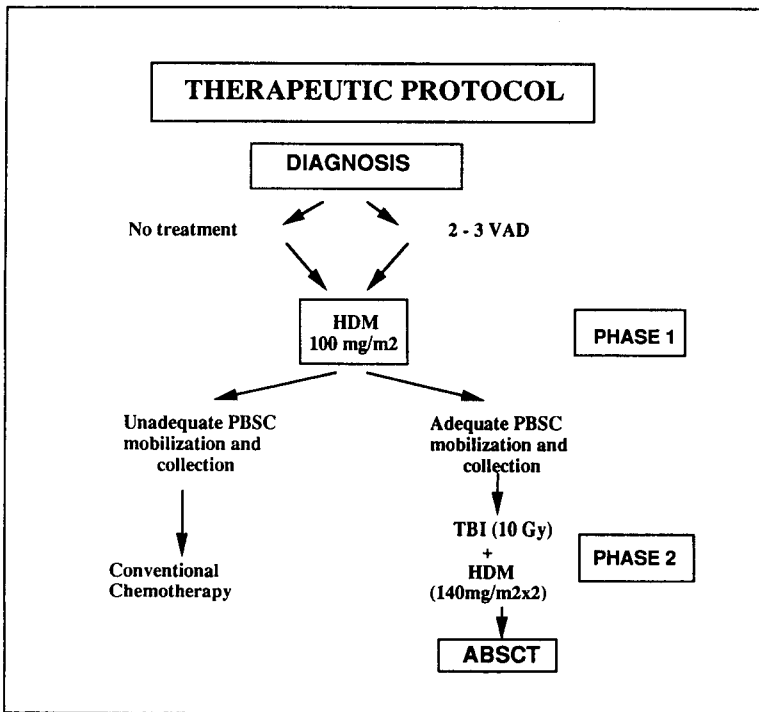 THERAPEUTIC PROTOCOL
DIAGNOSIS
No treatment
2 - 3 VAD
HDM
100 mg/m2
PHASE 1
Unadequate PBSC
mobilization and
collection
Adequate PBSC
mobilization and
collection
Conventional
Chemotherapy
TBI (10 Gy)
+
HDM
(140mg/m2x2)
PHASE 2
ABSCT